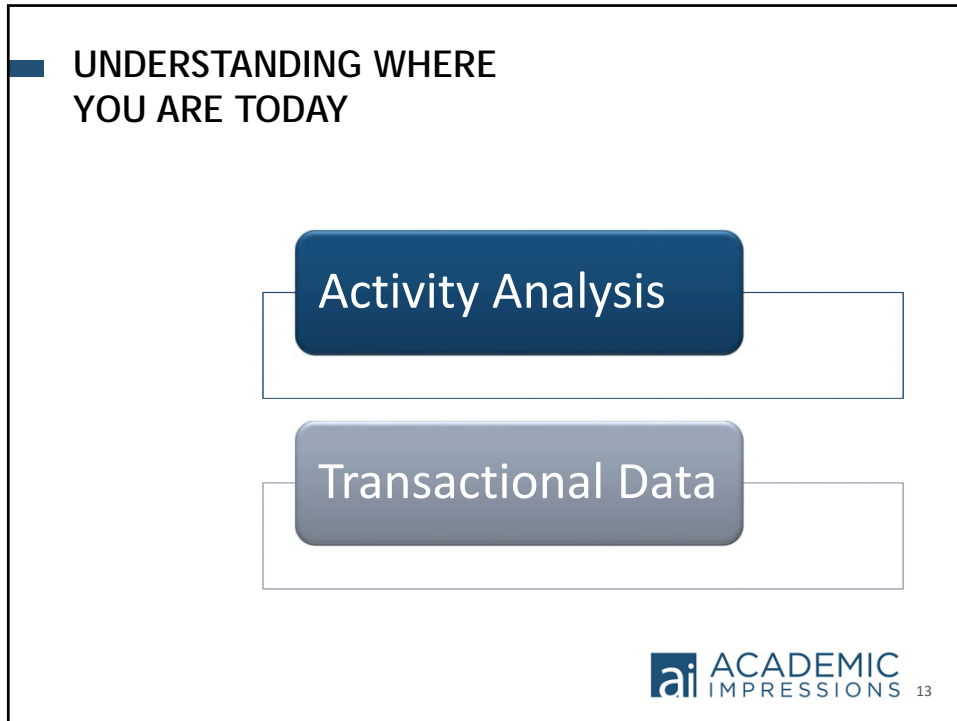 UNDERSTANDING WHERE
YOU ARE TODAY
Activity Analysis
Transactional Data
ai ACADEMIC
IMPRESSIONS
13